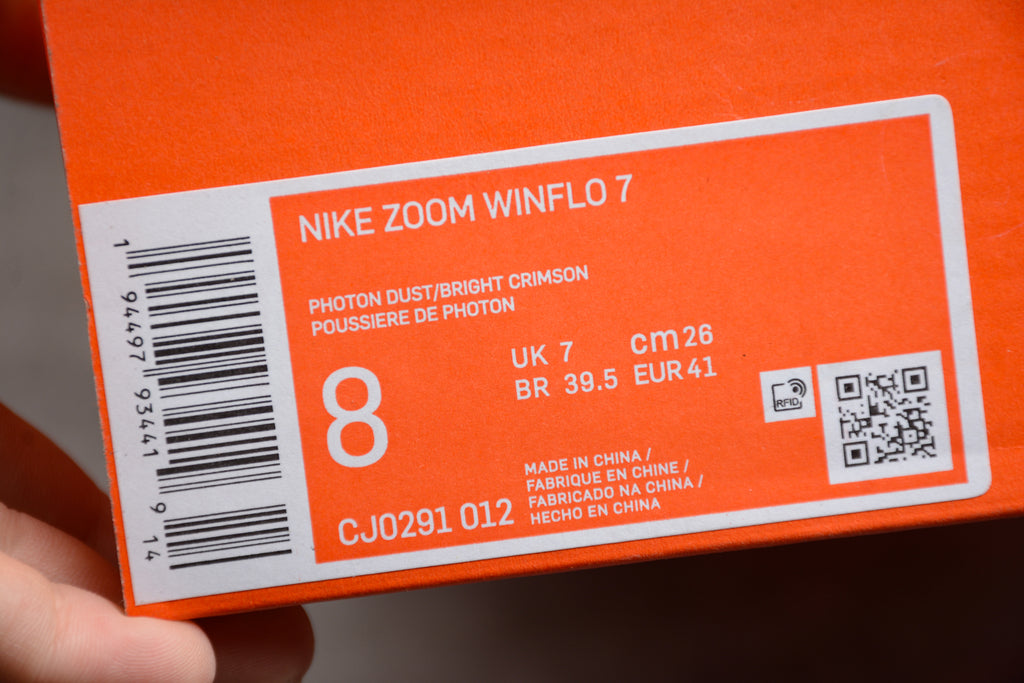 NIKE ZOOM WINFLO 7
PHOTON DUST/BRIGHT CRIMSON
POUSSIERE DE PHOTON
8
UK 7 cm 26
BR 39.5 EUR 41
RFID
MADE IN CHINA /
FABRIQUE EN CHINE /
FABRICADO NA CHINA /
HECHO EN CHINA
CJ0291 012
1 94497 93441 9 14